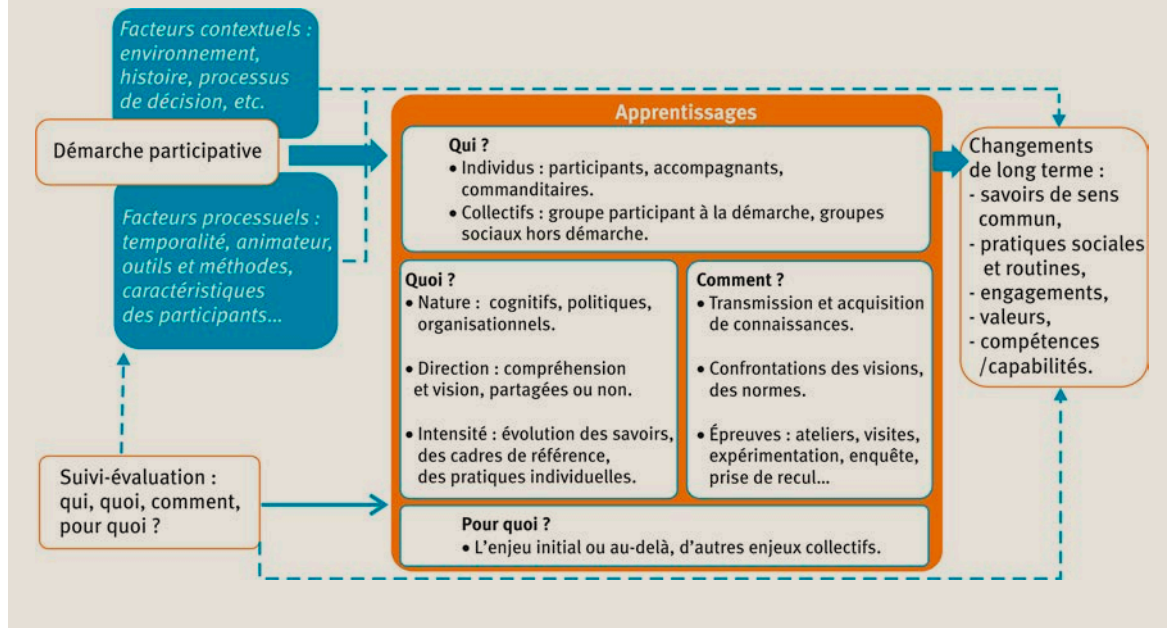 Facteurs contextuels :
environnement,
histoire, processus
de décision, etc.
Démarche participative
Facteurs processuels :
temporalité, animateur,
outils et méthodes,
caractéristiques
des participants...
Suivi-évaluation :
qui, quoi, comment,
pour quoi ?
Apprentissages
Qui ?
• Individus : participants, accompagnants,
commanditaires.
• Collectifs : groupe participant à la démarche, groupes
sociaux hors démarche.
Quoi ?
• Nature : cognitifs, politiques,
organisationnels.
• Direction : compréhension
et vision, partagées ou non.
• Intensité : évolution des savoirs,
des cadres de référence,
des pratiques individuelles.
Comment ?
• Transmission et acquisition
de connaissances.
• Confrontations des visions,
des normes.
• Épreuves : ateliers, visites,
expérimentation, enquête,
prise de recul...
Pour quoi ?
• L'enjeu initial ou au-delà, d'autres enjeux collectifs.
Changements
de long terme :
- savoirs de sens
commun,
- pratiques sociales
et routines,
- engagements,
- valeurs,
- compétences
/capabilités.